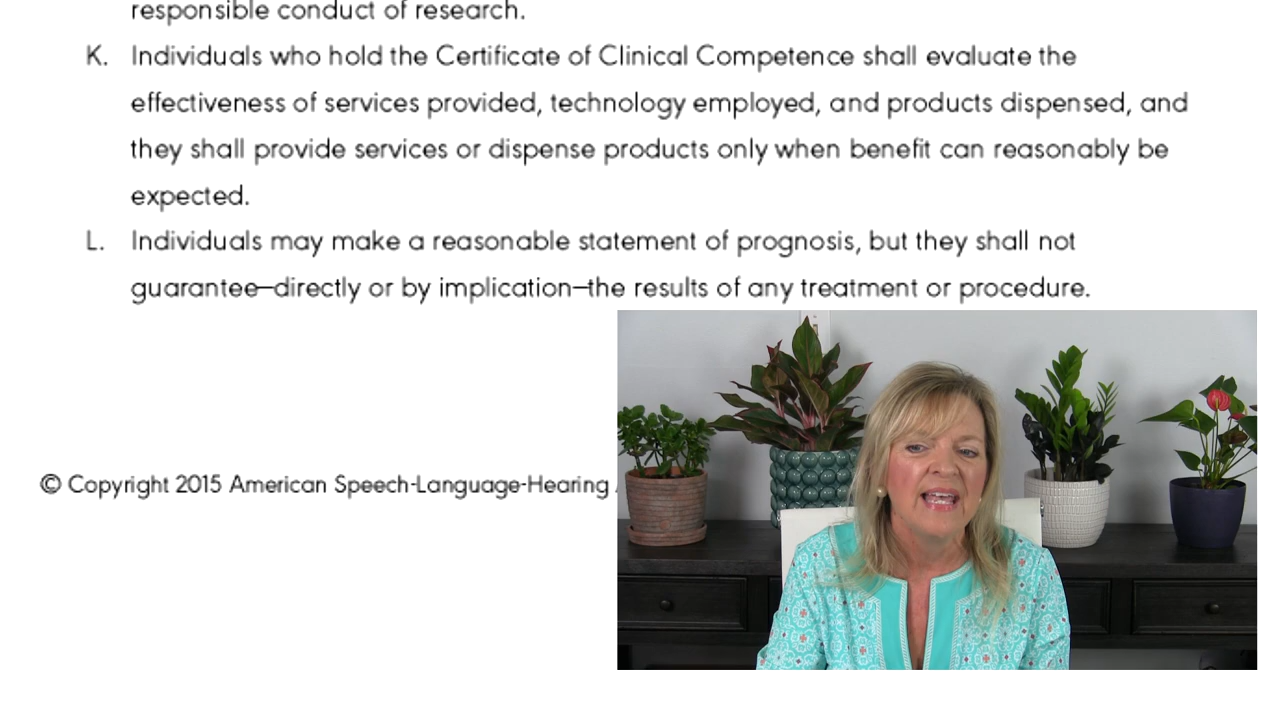 responsible conduct of research.
K. Individuals who hold the Certificate of Clinical Competence shall evaluate the
effectiveness of services provided, technology employed, and products dispensed, and
they shall provide services or dispense products only when benefit can reasonably be
expected.
L. Individuals may make a reasonable statement of prognosis, but they shall not
guarantee—directly or by implication—the results of any treatment or procedure.
© Copyright 2015 American Speech-Language-Hearing